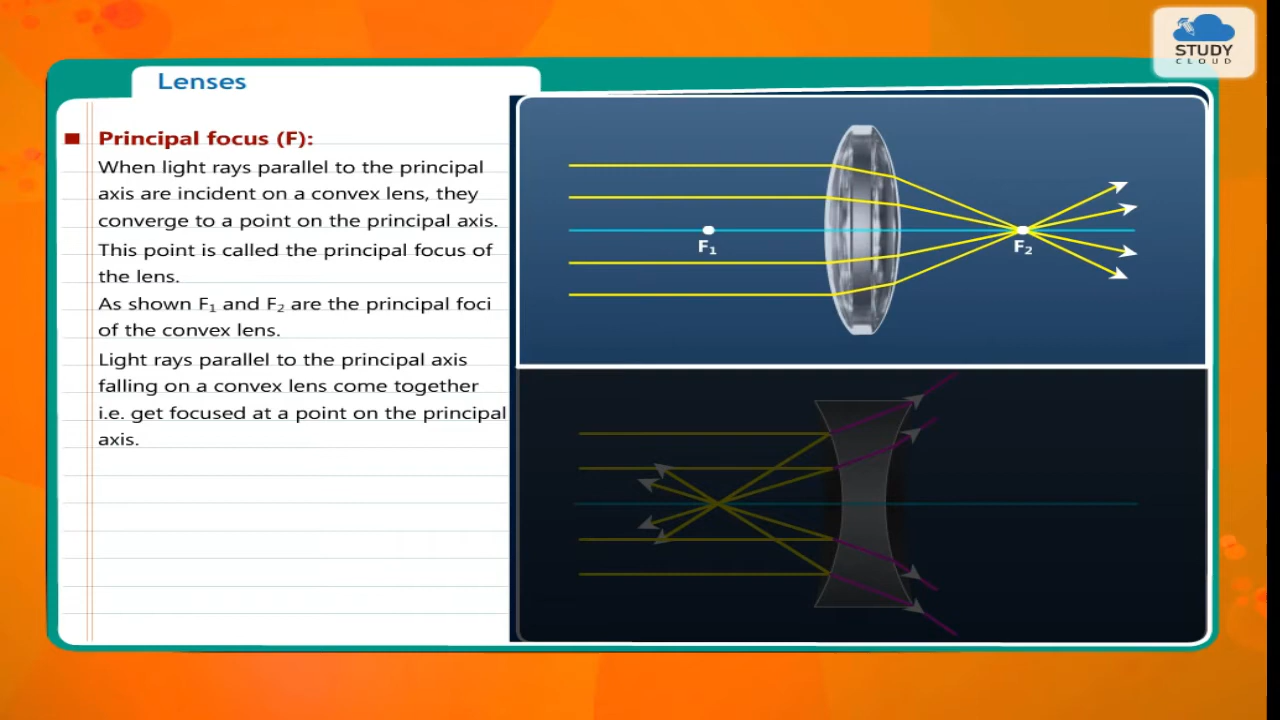 STUDY
CLOUD
Lenses
Principal focus (F):
When light rays parallel to the principal
axis are incident on a convex lens, they
converge to a point on the principal axis.
This point is called the principal focus of
the lens.
As shown F₁ and F₂ are the principal foci
of the convex lens.
Light rays parallel to the principal axis
falling on a convex lens come together
i.e. get focused at a point on the principal
axis.
F₁
F₂